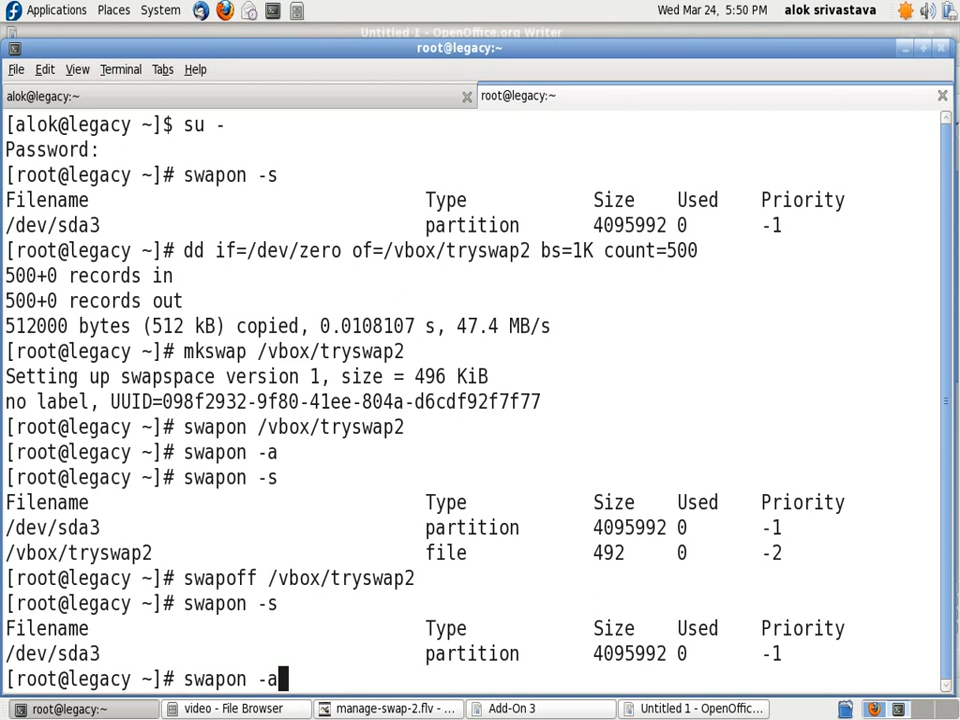 Applications Places System Wed Mar 24, 5:50 PM alok srivastava
Untitled 1 - OpenOffice.org Writer
root@legacy:~
File Edit View Terminal Tabs Help
alok@legacy:~ root@legacy:~
[alok@legacy ~]$ su -
Password:
[root@legacy ~]# swapon -s
Filename Type Size Used Priority
/dev/sda3 partition 4095992 0 -1
[root@legacy ~]# dd if=/dev/zero of=/vbox/tryswap2 bs=1K count=500
500+0 records in
500+0 records out
512000 bytes (512 kB) copied, 0.0108107 s, 47.4 MB/s
[root@legacy ~]# mkswap /vbox/tryswap2
Setting up swapspace version 1, size = 496 KiB
no label, UUID=098f2932-9f80-41ee-804a-d6cdf92f7f77
[root@legacy ~]# swapon /vbox/tryswap2
[root@legacy ~]# swapon -a
[root@legacy ~]# swapon -s
Filename Type Size Used Priority
/dev/sda3 partition 4095992 0 -1
/vbox/tryswap2 file 492 0 -2
[root@legacy ~]# swapoff /vbox/tryswap2
[root@legacy ~]# swapon -s
Filename Type Size Used Priority
/dev/sda3 partition 4095992 0 -1
[root@legacy ~]# swapon -a
root@legacy:~ video - File Browser manage-swap-2.flv - ... Add-On 3 Untitled 1 - OpenOffic...